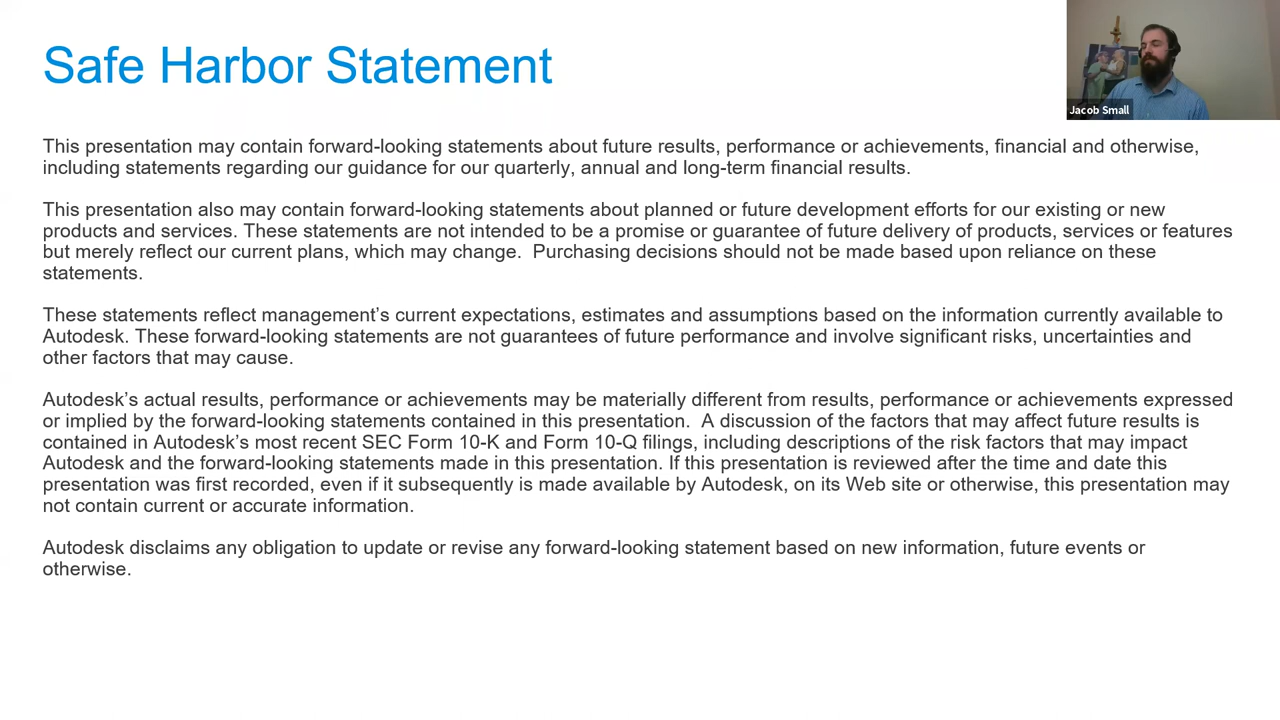 Safe Harbor Statement
Jacob Small
This presentation may contain forward-looking statements about future results, performance or achievements, financial and otherwise,
including statements regarding our guidance for our quarterly, annual and long-term financial results.
This presentation also may contain forward-looking statements about planned or future development efforts for our existing or new
products and services. These statements are not intended to be a promise or guarantee of future delivery of products, services or features
but merely reflect our current plans, which may change.  Purchasing decisions should not be made based upon reliance on these
statements.
These statements reflect management’s current expectations, estimates and assumptions based on the information currently available to
Autodesk. These forward-looking statements are not guarantees of future performance and involve significant risks, uncertainties and
other factors that may cause.
Autodesk’s actual results, performance or achievements may be materially different from results, performance or achievements expressed
or implied by the forward-looking statements contained in this presentation.  A discussion of the factors that may affect future results is
contained in Autodesk’s most recent SEC Form 10-K and Form 10-Q filings, including descriptions of the risk factors that may impact
Autodesk and the forward-looking statements made in this presentation. If this presentation is reviewed after the time and date this
presentation was first recorded, even if it subsequently is made available by Autodesk, on its Web site or otherwise, this presentation may
not contain current or accurate information.
Autodesk disclaims any obligation to update or revise any forward-looking statement based on new information, future events or
otherwise.